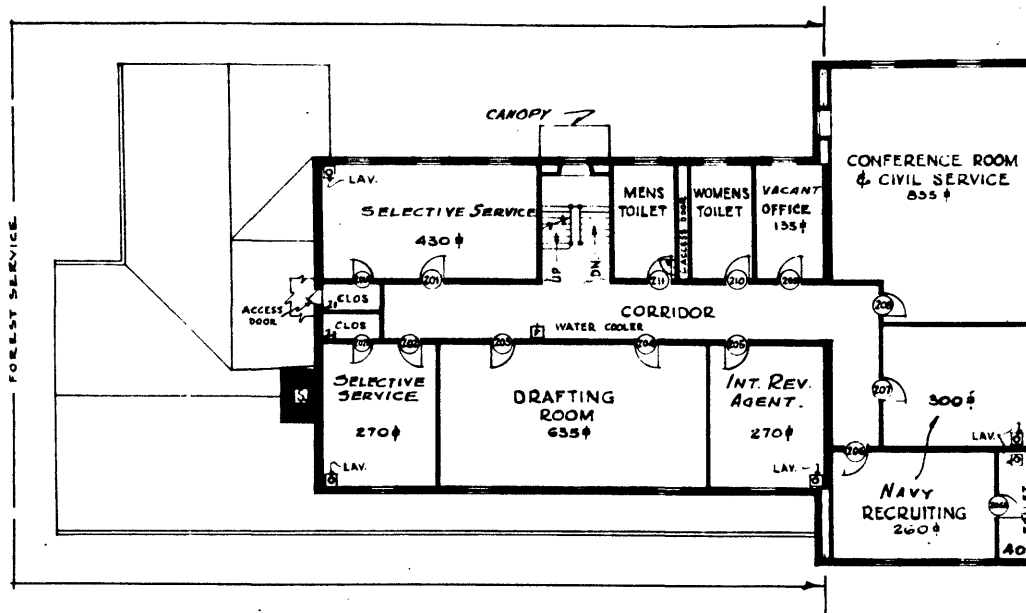 CANOPY
LAV.
SELECTIVE SERVICE
430 ϕ
UP
DN.
MENS
TOILET
ACCESS DOOR
WOMENS
TOILET
VACANT
OFFICE
135 ϕ
CONFERENCE ROOM
& CIVIL SERVICE
835 ϕ
FOREST SERVICE
201
211
210
209
208
ACCESS
DOOR
CLOS
CLOS
CORRIDOR
WATER COOLER
202
203
204
205
SELECTIVE
SERVICE
270 ϕ
LAV.
DRAFTING
ROOM
635 ϕ
INT. REV.
AGENT.
270 ϕ
LAV.
207
300 ϕ
LAV.
206
NAVY
RECRUITING
260 ϕ
40
S.